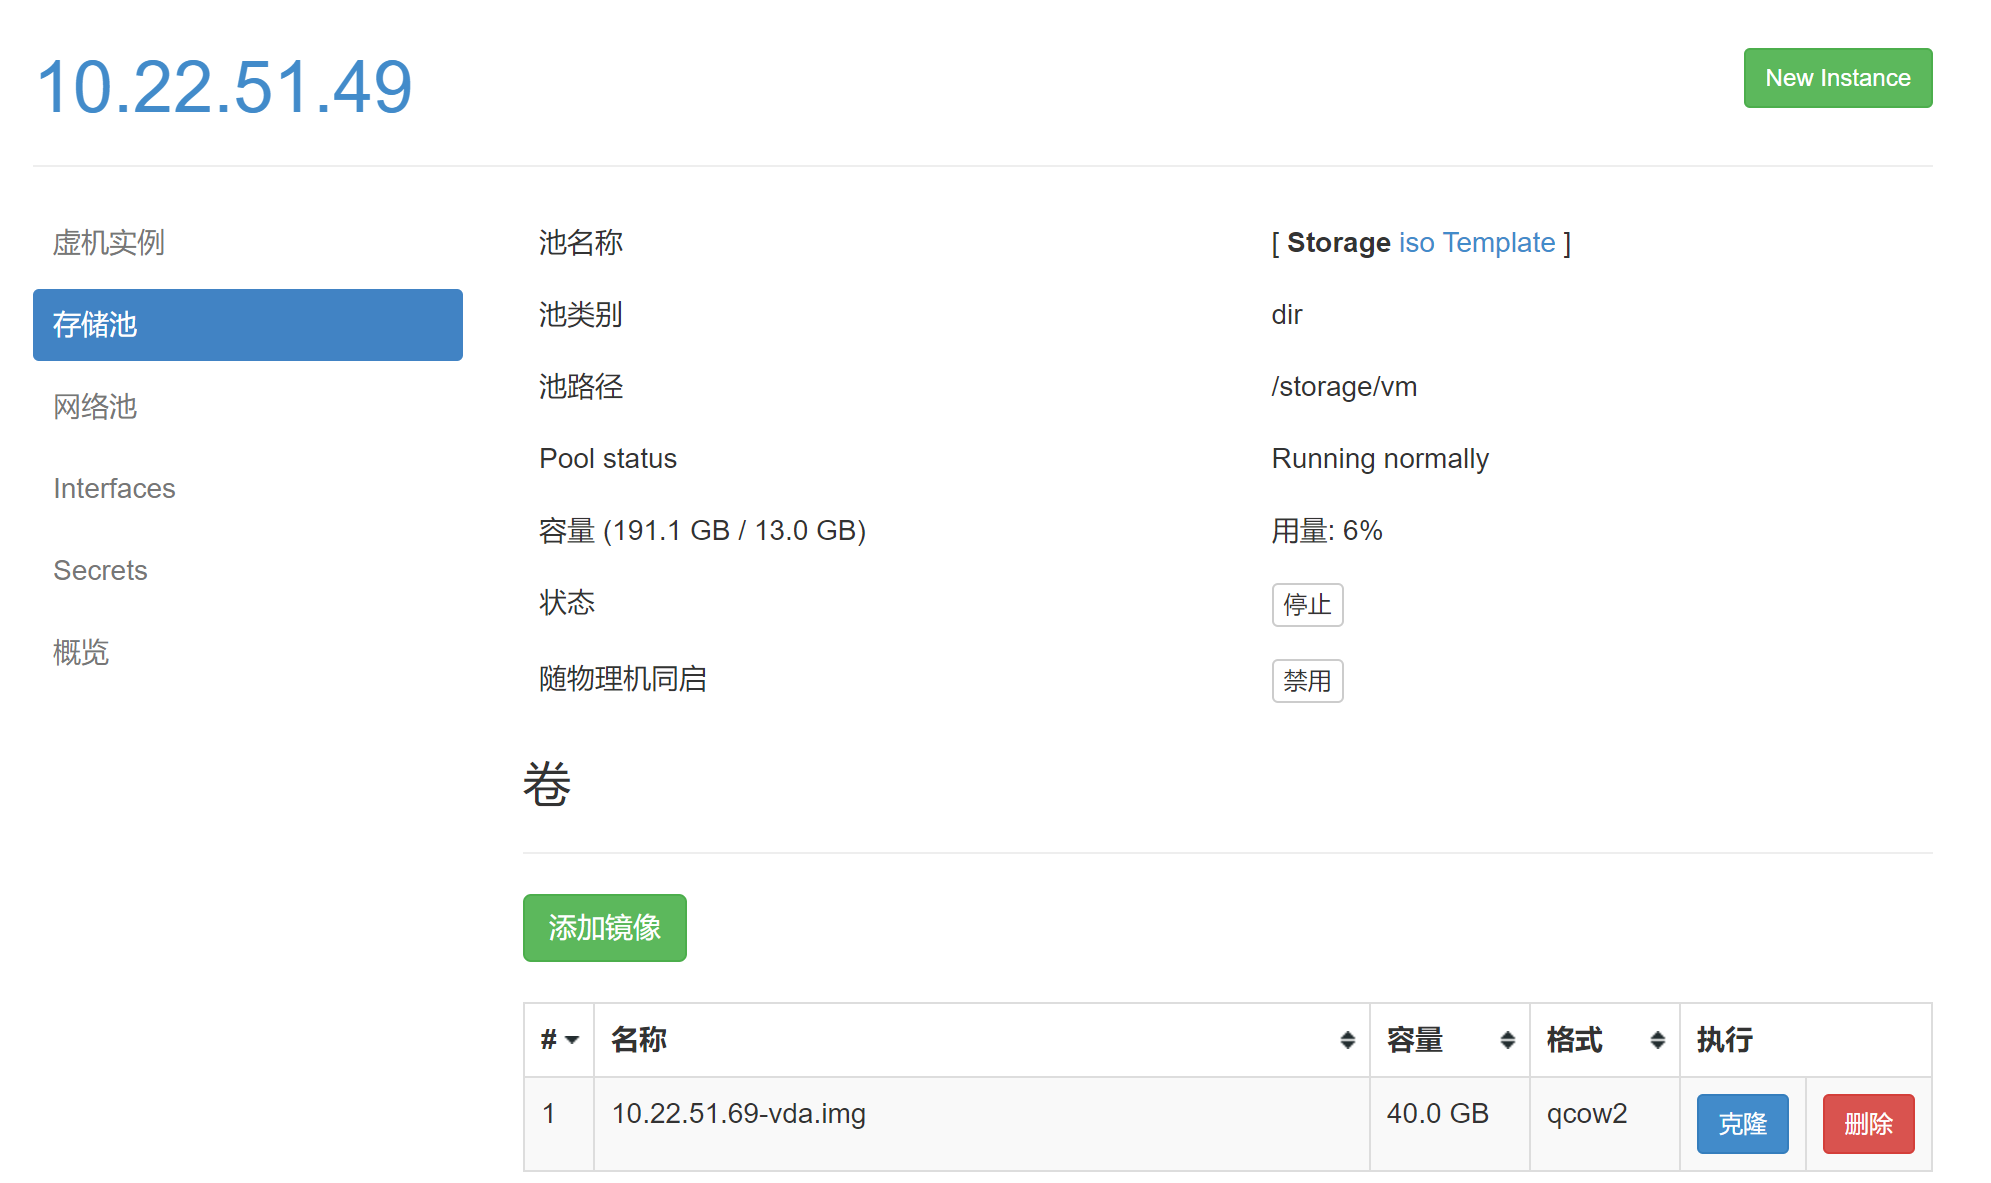 10.22.51.49
New Instance
虚机实例
存储池
网络池
Interfaces
Secrets
概览
池名称 [ Storage iso Template ]
池类别 dir
池路径 /storage/vm
Pool status Running normally
容量 (191.1 GB / 13.0 GB) 用量: 6%
状态 停止
随物理机同启 禁用
卷
添加镜像
# 名称 容量 格式 执行
1 10.22.51.69-vda.img 40.0 GB qcow2 克隆 删除